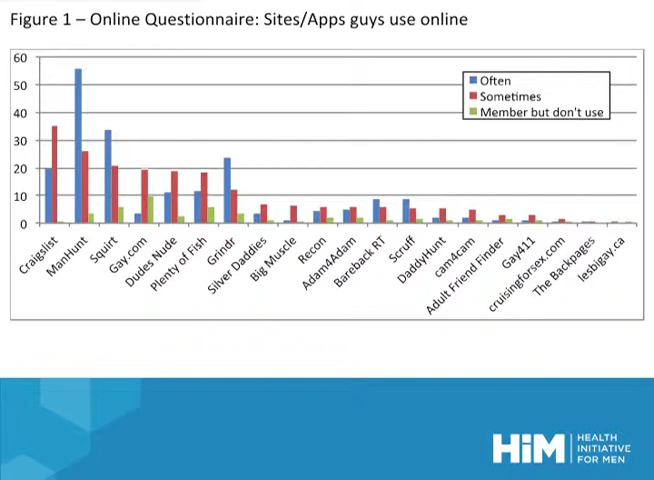 Figure 1 – Online Questionnaire: Sites/Apps guys use online
60
50
40
30
20
10
0
Often
Sometimes
Member but don't use
Craigslist
ManHunt
Squirt
Gay.com
Dudes Nude
Plenty of Fish
Grindr
Silver Daddies
Big Muscle
Recon
Adam4Adam
Bareback RT
Scruff
DaddyHunt
cam4cam
Adult Friend Finder
Gay411
cruisingforsex.com
The Backpages
lesbigay.ca
HiM
HEALTH
INITIATIVE
FOR MEN